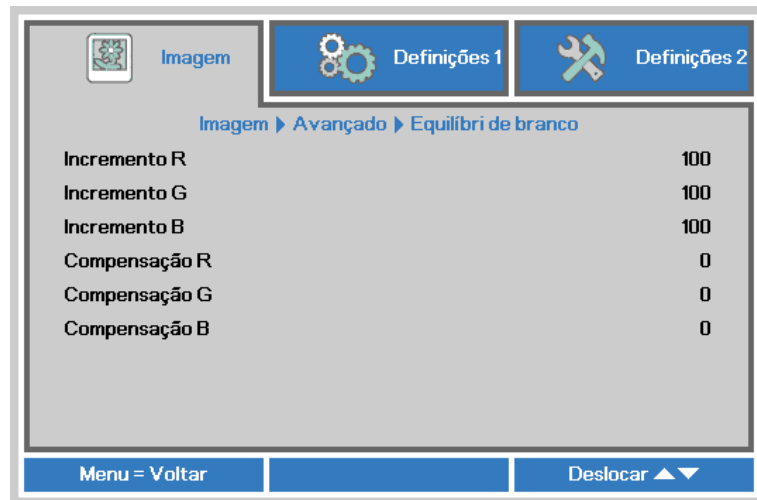 Imagem
Definições 1
Definições 2
Imagem Avançado Equilíbri de branco
Incremento R 100
Incremento G 100
Incremento B 100
Compensação R 0
Compensação G 0
Compensação B 0
Menu = Voltar
Deslocar